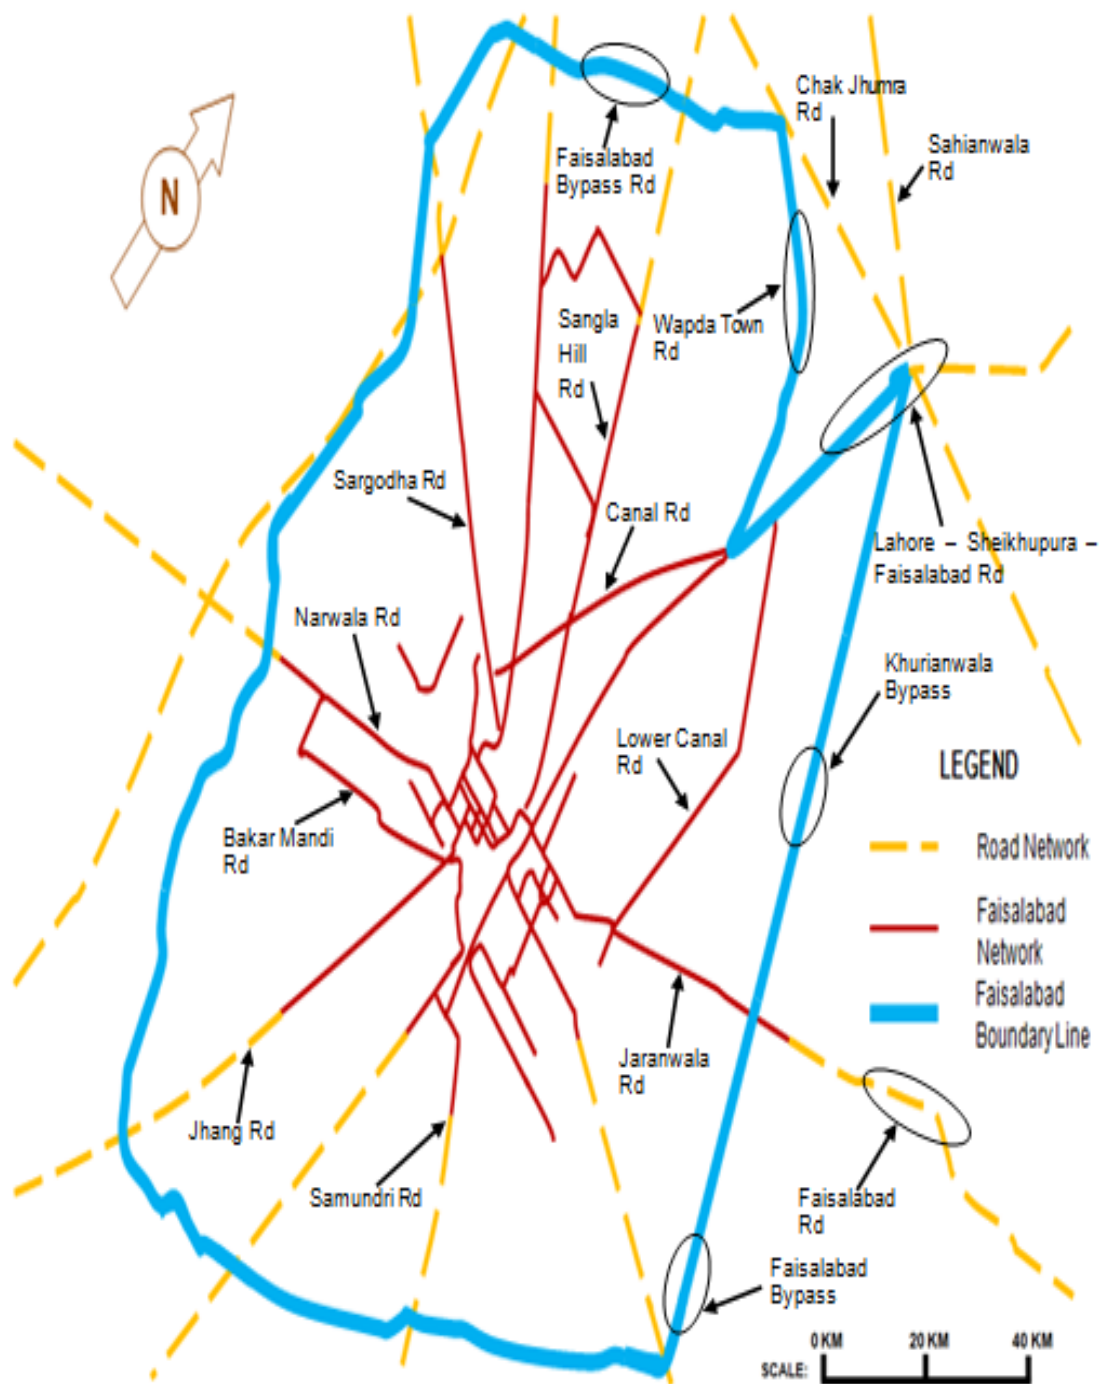 Chak Jhumra
Rd
Sahianwala
Rd
Faisalabad
Bypass Rd
N
Sangla
Hill
Rd
Wapda Town
Rd
Sargodha Rd
Canal Rd
Lahore – Sheikhupura –
Faisalabad Rd
Narwala Rd
Khurianwala
Bypass
Lower Canal
Rd
LEGEND
Road Network
Faisalabad
Network
Faisalabad
Boundary Line
Bakar Mandi
Rd
Jaranwala
Rd
Jhang Rd
Samundri Rd
Faisalabad
Rd
Faisalabad
Bypass
0 KM 20 KM 40 KM
SCALE: